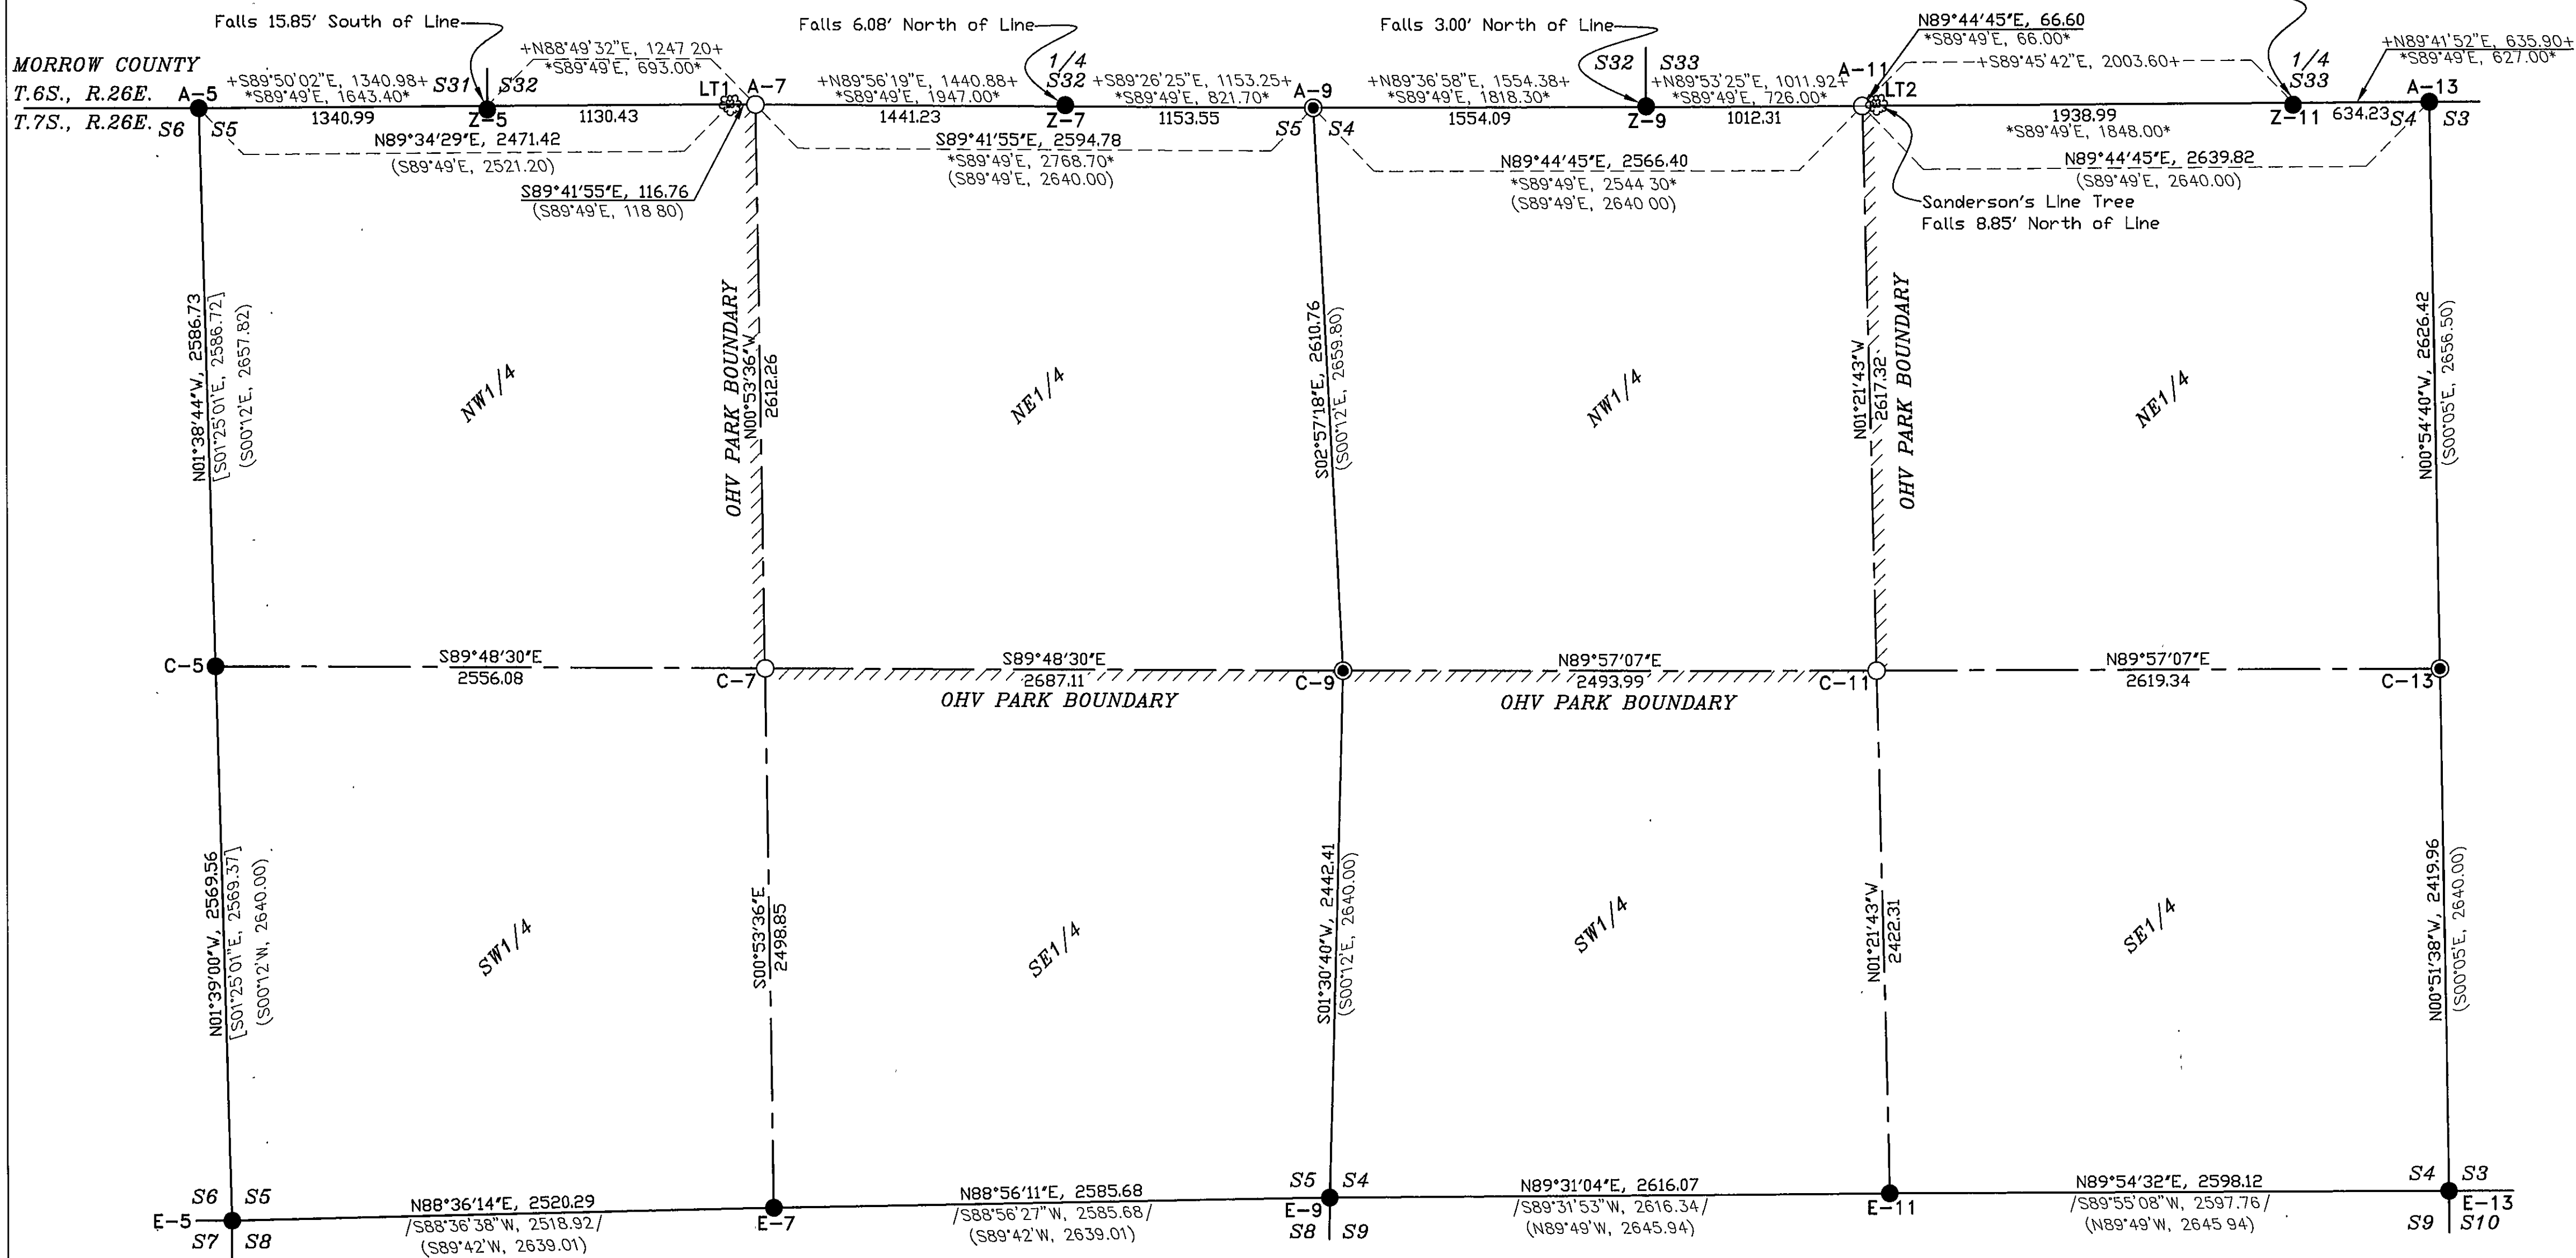 Falls 15.85' South of Line
Falls 6.08' North of Line
Falls 3.00' North of Line
N89°44'45"E, 66.60
*S89°49'E, 66.00*
MORROW COUNTY
T.6S., R.26E.
T.7S., R.26E.
A-5
S6 S5
+S89°50'02"E, 1340.98+
*S89°49'E, 1643.40*
1340.99
S31 S32
Z-5
+N88°49'32"E, 1247 20+
*S89°49'E, 693.00*
1130.43
LT1
A-7
N89°34'29"E, 2471.42
(S89°49'E, 2521.20)
S89°41'55"E, 116.76
(S89°49'E, 118 80)
+N89°56'19"E, 1440.88+
*S89°49'E, 1947.00*
1441.23
1/4
S32
Z-7
+S89°26'25"E, 1153.25+
*S89°49'E, 821.70*
1153.55
A-9
S5 S4
S89°41'55"E, 2594.78
*S89°49'E, 2768.70*
(S89°49'E, 2640.00)
+N89°36'58"E, 1554.38+
*S89°49'E, 1818.30*
1554.09
S32 S33
Z-9
+N89°53'25"E, 1011.92+
*S89°49'E, 726.00*
1012.31
A-11
LT2
N89°44'45"E, 2566.40
*S89°49'E, 2544 30*
(S89°49'E, 2640 00)
+S89°45'42"E, 2003.60+
1938.99
*S89°49'E, 1848.00*
1/4
S33
Z-11
634.23
+N89°41'52"E, 635.90+
*S89°49'E, 627.00*
A-13
S4 S3
N89°44'45"E, 2639.82
(S89°49'E, 2640.00)
Sanderson's Line Tree
Falls 8.85' North of Line
N01°38'44"W, 2586.73
[S01°25'01"E, 2586.72]
(S00°12'E, 2657.82)
NW1/4
OHV PARK BOUNDARY
N00°53'36"W
2612.26
NE1/4
S02°57'18"E, 2610.76
(S00°12'E, 2659.80)
NW1/4
N01°21'43"W
2617.32
OHV PARK BOUNDARY
NE1/4
N00°54'40"W, 2626.42
(S00°05'E, 2656.50)
C-5
S89°48'30"E
2556.08
C-7
S89°48'30"E
2687.11
OHV PARK BOUNDARY
C-9
N89°57'07"E
2493.99
OHV PARK BOUNDARY
C-11
N89°57'07"E
2619.34
C-13
N01°39'00"W, 2569.56
[S01°25'01"E, 2569.37]
(S00°12'W, 2640.00)
SW1/4
S00°53'36"E
2498.85
SE1/4
S01°30'40"W, 2442.41
(S00°12'E, 2640.00)
SW1/4
N01°21'43"W
2422.31
SE1/4
N00°51'38"W, 2419.96
(S00°05'E, 2640.00)
S6 S5
E-5
S7 S8
N88°36'14"E, 2520.29
/S88°36'38"W, 2518.92/
(S89°42'W, 2639.01)
E-7
N88°56'11"E, 2585.68
/S88°56'27"W, 2585.68/
(S89°42'W, 2639.01)
S5 S4
E-9
S8 S9
N89°31'04"E, 2616.07
/S89°31'53"W, 2616.34/
(N89°49'W, 2645.94)
E-11
N89°54'32"E, 2598.12
/S89°55'08"W, 2597.76/
(N89°49'W, 2645 94)
S4 S3
E-13
S9 S10